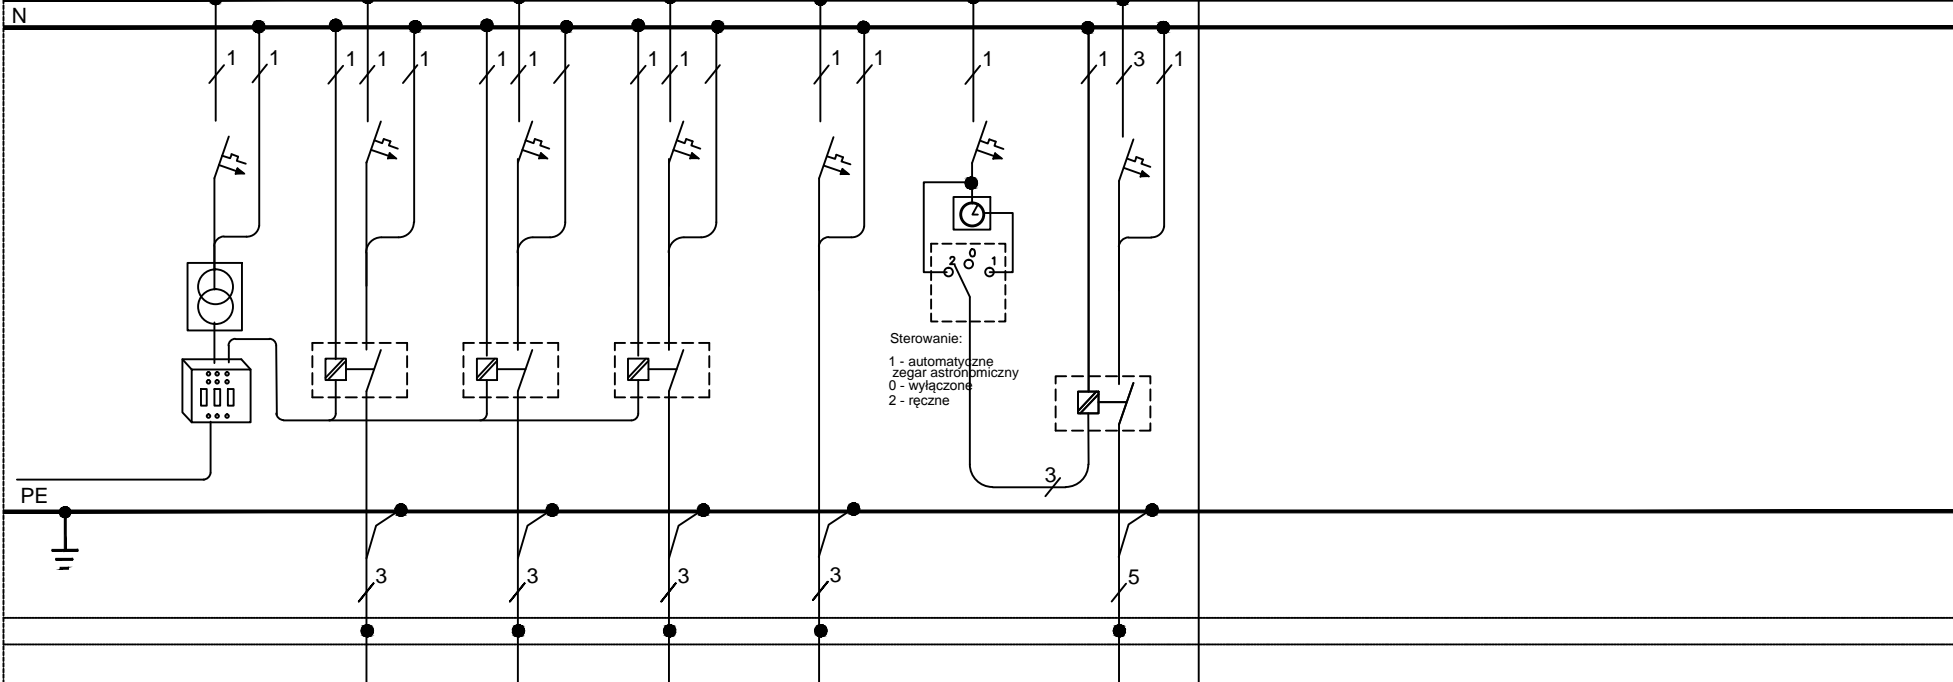 N
1 1 1 1 1 1 1 1 1 1 1 1 3 1
2 0 1
Sterowanie:
1 - automatyczne
zegar astronomiczny
0 - wyłączone
2 - ręczne
3
PE
3 3 3 3 5